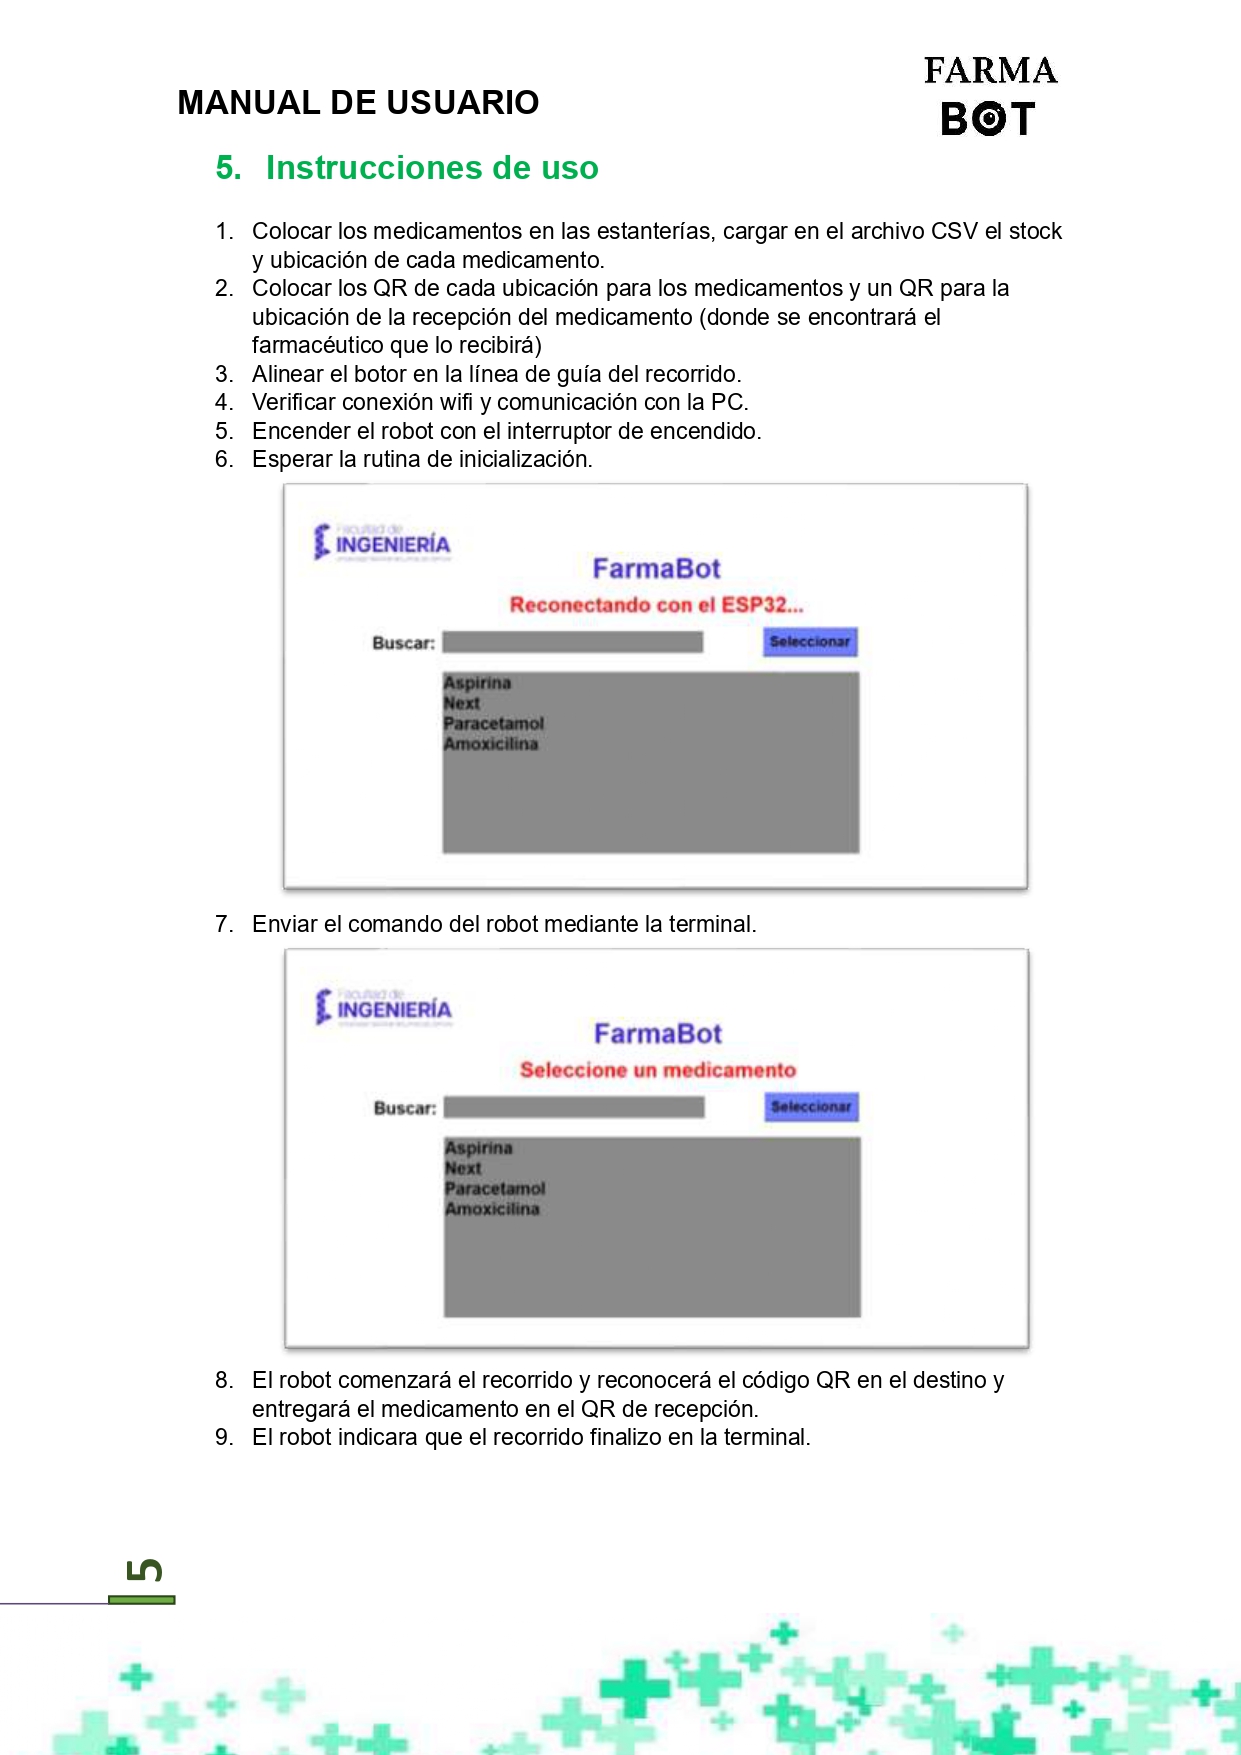 MANUAL DE USUARIO
FARMA
BOT
5. Instrucciones de uso
1. Colocar los medicamentos en las estanterías, cargar en el archivo CSV el stock
y ubicación de cada medicamento.
2. Colocar los QR de cada ubicación para los medicamentos y un QR para la
ubicación de la recepción del medicamento (donde se encontrará el
farmacéutico que lo recibirá)
3. Alinear el botor en la línea de guía del recorrido.
4. Verificar conexión wifi y comunicación con la PC.
5. Encender el robot con el interruptor de encendido.
6. Esperar la rutina de inicialización.
Facultad de
INGENIERÍA
FarmaBot
Reconectando con el ESP32...
Buscar:
Seleccionar
Aspirina
Next
Paracetamol
Amoxicilina
7. Enviar el comando del robot mediante la terminal.
Facultad de
INGENIERÍA
FarmaBot
Seleccione un medicamento
Buscar:
Seleccionar
Aspirina
Next
Paracetamol
Amoxicilina
8. El robot comenzará el recorrido y reconocerá el código QR en el destino y
entregará el medicamento en el QR de recepción.
9. El robot indicara que el recorrido finalizo en la terminal.
5